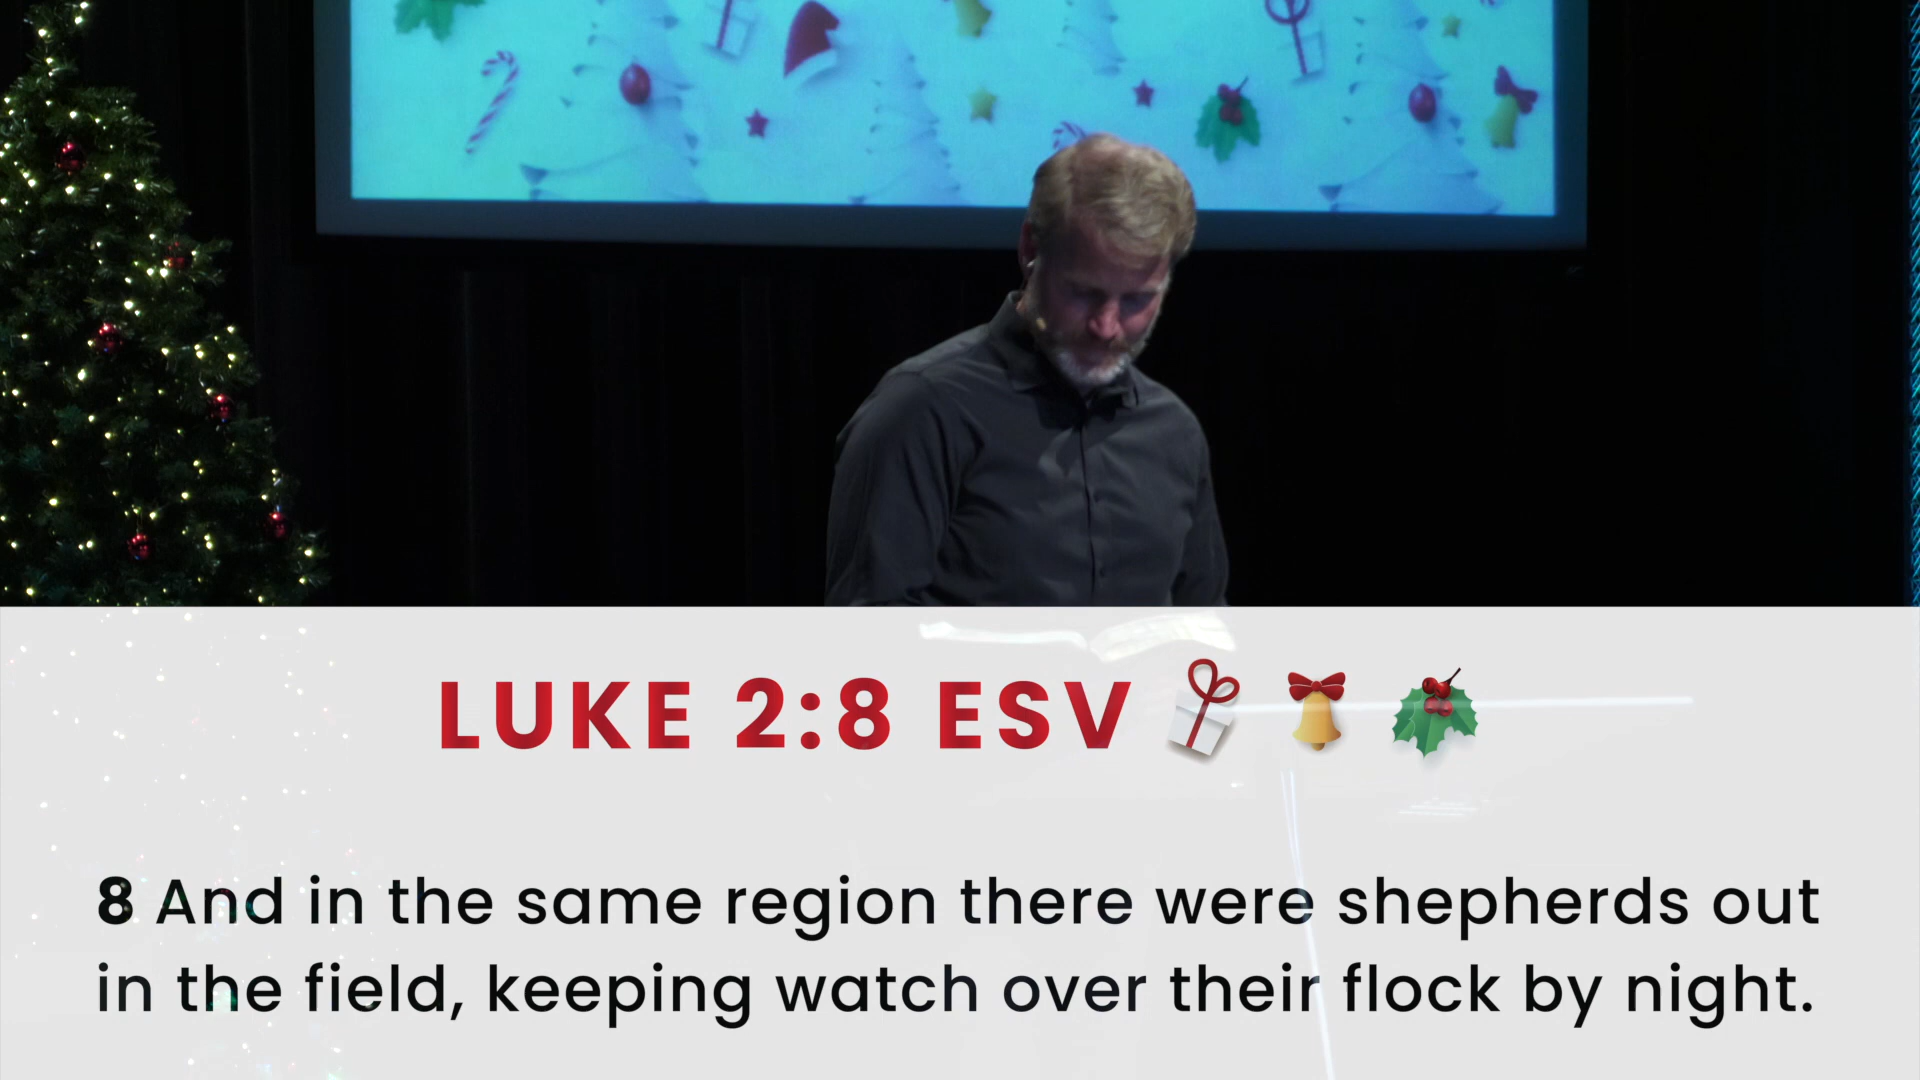 LUKE 2:8 ESV
8 And in the same region there were shepherds out
in the field, keeping watch over their flock by night.